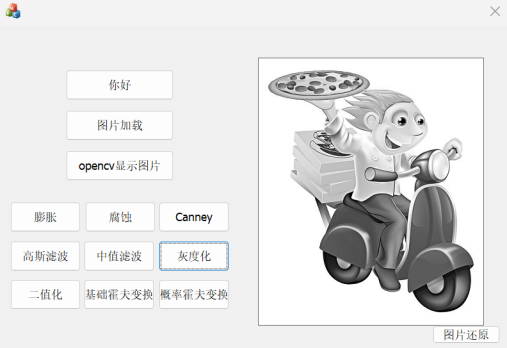 你好
图片加载
opencv显示图片
膨胀 腐蚀 Canney
高斯滤波 中值滤波 灰度化
二值化 基础霍夫变换 概率霍夫变换
图片还原